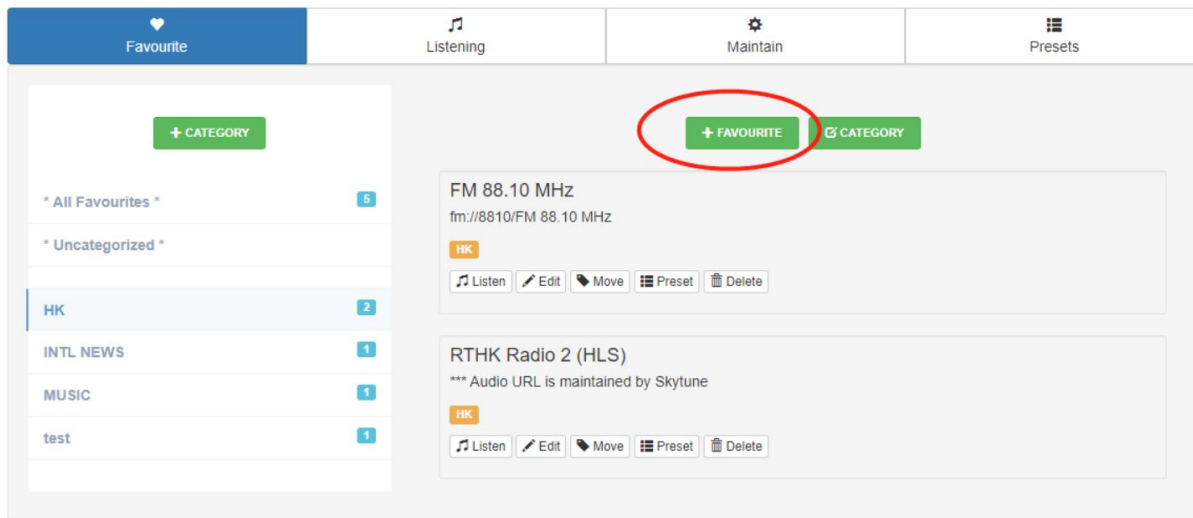 Favourite
Listening
Maintain
Presets
+ CATEGORY
* All Favourites * 5
* Uncategorized *
HK 2
INTL NEWS 1
MUSIC 1
test 1
+ FAVOURITE
CATEGORY
FM 88.10 MHz
fm://8810/FM 88.10 MHz
HK
Listen Edit Move Preset Delete
RTHK Radio 2 (HLS)
*** Audio URL is maintained by Skytune
HK
Listen Edit Move Preset Delete